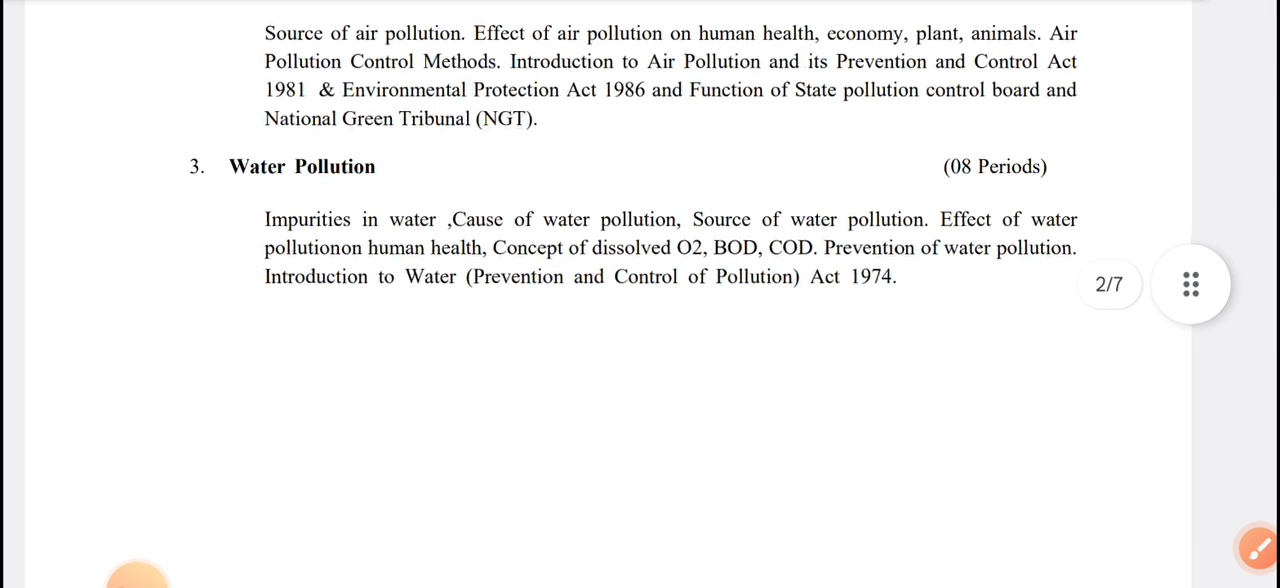 Source of air pollution. Effect of air pollution on human health, economy, plant, animals. Air
Pollution Control Methods. Introduction to Air Pollution and its Prevention and Control Act
1981 & Environmental Protection Act 1986 and Function of State pollution control board and
National Green Tribunal (NGT).
3. Water Pollution (08 Periods)
Impurities in water ,Cause of water pollution, Source of water pollution. Effect of water
pollutionon human health, Concept of dissolved O2, BOD, COD. Prevention of water pollution.
Introduction to Water (Prevention and Control of Pollution) Act 1974.
2/7